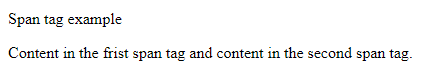 Span tag example
Content in the frist span tag and content in the second span tag.